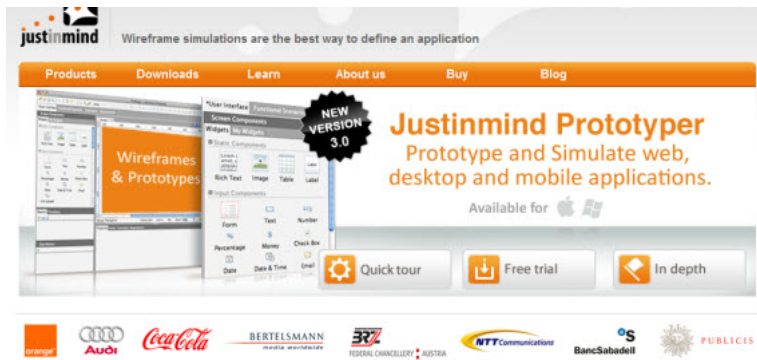 justinmind
Wireframe simulations are the best way to define an application
Products Downloads Learn About us Buy Blog
*User Interface Functional Scenarios
Screen Components
Widgets My Widgets
Static Components
Rich Text Image Table Label
Input Components
Form Text Number
Percentage Money Check Box
Date Date & Time Email
Wireframes
& Prototypes
NEW
VERSION
3.0
Justinmind Prototyper
Prototype and Simulate web,
desktop and mobile applications.
Available for
Quick tour Free trial In depth
orange
Audi
Coca-Cola
BERTELSMANN
media worldwide
BRZ
FEDERAL CHANCELLERY AUSTRIA
NTT Communications
BancSabadell
PUBLICIS